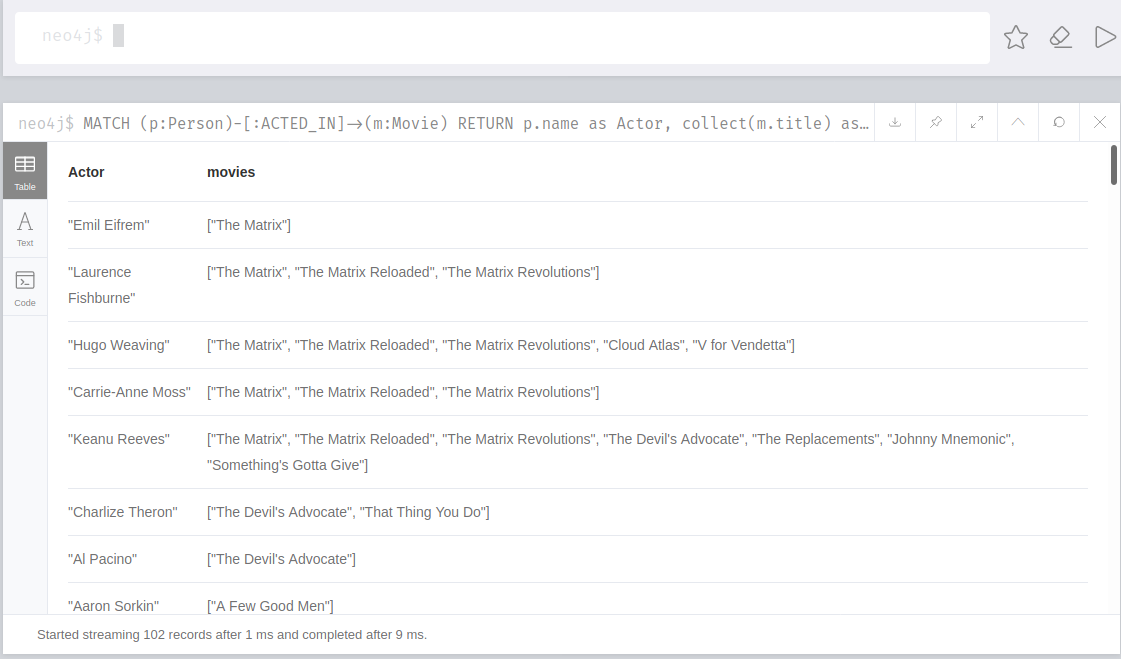 neo4j$
neo4j$ MATCH (p:Person)-[:ACTED_IN]→(m:Movie) RETURN p.name as Actor, collect(m.title) as…
Table
Text
Code
Actor movies
"Emil Eifrem" ["The Matrix"]
"Laurence ["The Matrix", "The Matrix Reloaded", "The Matrix Revolutions"]
Fishburne"
"Hugo Weaving" ["The Matrix", "The Matrix Reloaded", "The Matrix Revolutions", "Cloud Atlas", "V for Vendetta"]
"Carrie-Anne Moss" ["The Matrix", "The Matrix Reloaded", "The Matrix Revolutions"]
"Keanu Reeves" ["The Matrix", "The Matrix Reloaded", "The Matrix Revolutions", "The Devil's Advocate", "The Replacements", "Johnny Mnemonic",
"Something's Gotta Give"]
"Charlize Theron" ["The Devil's Advocate", "That Thing You Do"]
"Al Pacino" ["The Devil's Advocate"]
"Aaron Sorkin" ["A Few Good Men"]
Started streaming 102 records after 1 ms and completed after 9 ms.